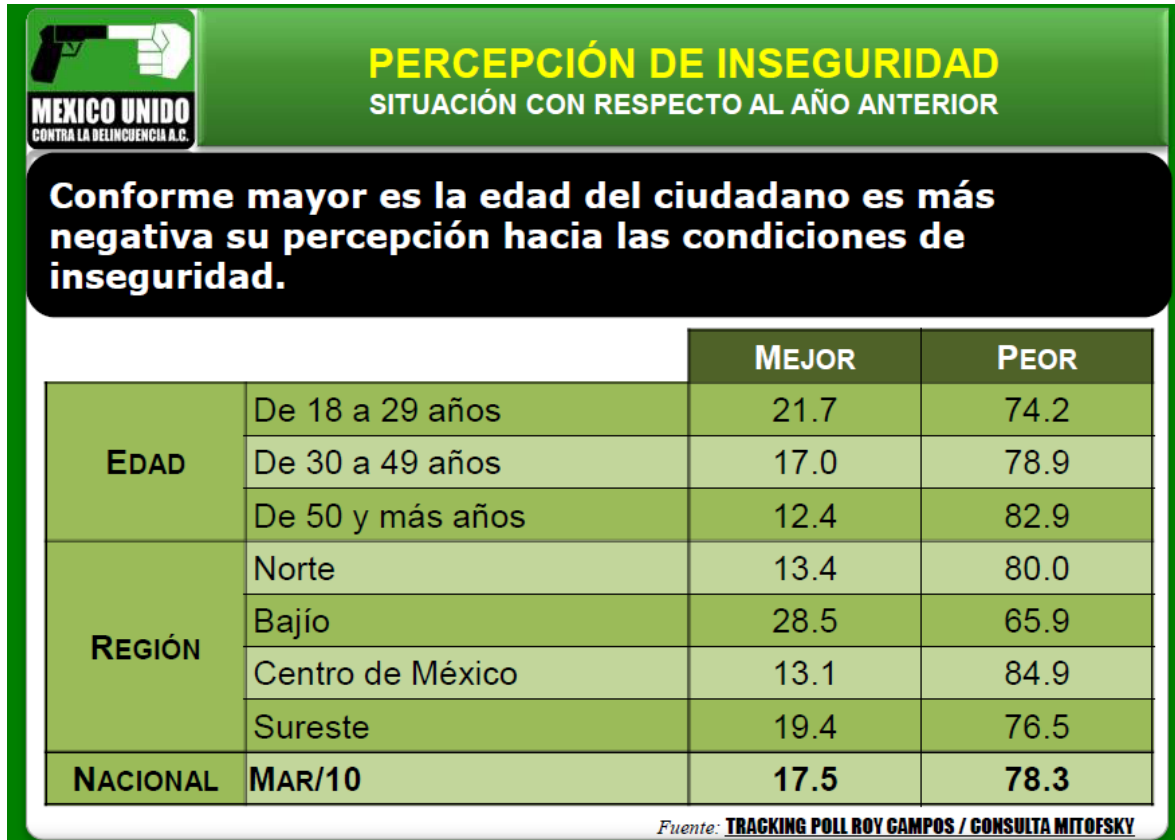 MEXICO UNIDO
CONTRA LA DELINCUENCIA A.C.
PERCEPCIÓN DE INSEGURIDAD
SITUACIÓN CON RESPECTO AL AÑO ANTERIOR
Conforme mayor es la edad del ciudadano es más
negativa su percepción hacia las condiciones de
inseguridad.
MEJOR PEOR
EDAD
De 18 a 29 años 21.7 74.2
De 30 a 49 años 17.0 78.9
De 50 y más años 12.4 82.9
REGIÓN
Norte 13.4 80.0
Bajío 28.5 65.9
Centro de México 13.1 84.9
Sureste 19.4 76.5
NACIONAL MAR/10 17.5 78.3
Fuente: TRACKING POLL ROY CAMPOS / CONSULTA MITOFSKY